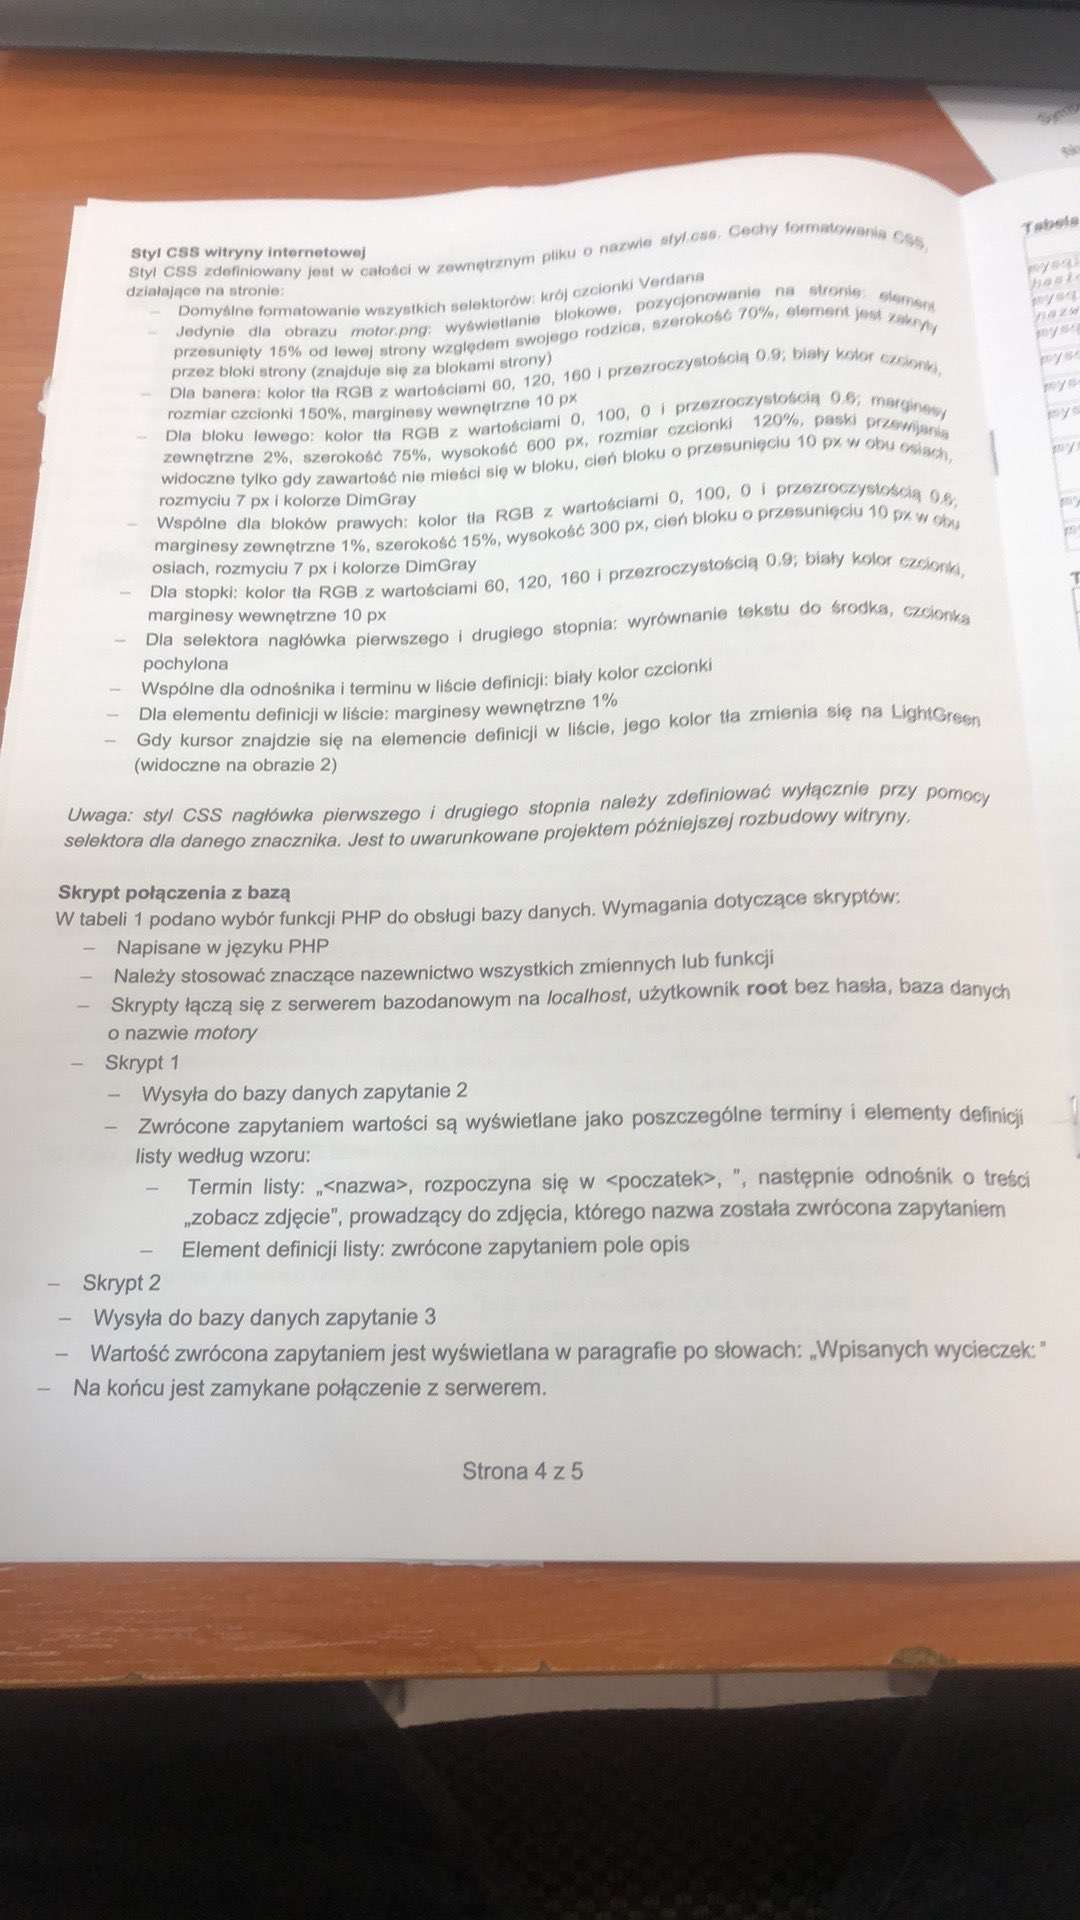 Styl CSS witryny internetowej
Styl CSS zdefiniowany jest w całości w zewnętrznym pliku o nazwie styl.css. Cechy formatowania CSS,
działające na stronie:
– Domyślne formatowanie wszystkich selektorów: krój czcionki Verdana
– Jedynie dla obrazu motor.png: wyświetlanie blokowe, pozycjonowanie na stronie: element
przesunięty 15% od lewej strony względem swojego rodzica, szerokość 70%, element jest zakryty
przez bloki strony (znajduje się za blokami strony)
– Dla banera: kolor tła RGB z wartościami 60, 120, 160 i przezroczystością 0.9; biały kolor czcionki,
rozmiar czcionki 150%, marginesy wewnętrzne 10 px
– Dla bloku lewego: kolor tła RGB z wartościami 0, 100, 0 i przezroczystością 0.6; marginesy
zewnętrzne 2%, szerokość 75%, wysokość 600 px, rozmiar czcionki 120%, paski przewijania
widoczne tylko gdy zawartość nie mieści się w bloku, cień bloku o przesunięciu 10 px w obu osiach,
rozmyciu 7 px i kolorze DimGray
– Wspólne dla bloków prawych: kolor tła RGB z wartościami 0, 100, 0 i przezroczystością 0.6,
marginesy zewnętrzne 1%, szerokość 15%, wysokość 300 px, cień bloku o przesunięciu 10 px w obu
osiach, rozmyciu 7 px i kolorze DimGray
– Dla stopki: kolor tła RGB z wartościami 60, 120, 160 i przezroczystością 0.9; biały kolor czcionki,
marginesy wewnętrzne 10 px
– Dla selektora nagłówka pierwszego i drugiego stopnia: wyrównanie tekstu do środka, czcionka
pochylona
– Wspólne dla odnośnika i terminu w liście definicji: biały kolor czcionki
– Dla elementu definicji w liście: marginesy wewnętrzne 1%
– Gdy kursor znajdzie się na elemencie definicji w liście, jego kolor tła zmienia się na LightGreen
(widoczne na obrazie 2)
Uwaga: styl CSS nagłówka pierwszego i drugiego stopnia należy zdefiniować wyłącznie przy pomocy
selektora dla danego znacznika. Jest to uwarunkowane projektem późniejszej rozbudowy witryny.
Skrypt połączenia z bazą
W tabeli 1 podano wybór funkcji PHP do obsługi bazy danych. Wymagania dotyczące skryptów:
– Napisane w języku PHP
– Należy stosować znaczące nazewnictwo wszystkich zmiennych lub funkcji
– Skrypty łączą się z serwerem bazodanowym na localhost, użytkownik root bez hasła, baza danych
o nazwie motory
– Skrypt 1
– Wysyła do bazy danych zapytanie 2
– Zwrócone zapytaniem wartości są wyświetlane jako poszczególne terminy i elementy definicji
listy według wzoru:
– Termin listy: „<nazwa>, rozpoczyna się w <poczatek>, ”, następnie odnośnik o treści
„zobacz zdjęcie”, prowadzący do zdjęcia, którego nazwa została zwrócona zapytaniem
– Element definicji listy: zwrócone zapytaniem pole opis
– Skrypt 2
– Wysyła do bazy danych zapytanie 3
– Wartość zwrócona zapytaniem jest wyświetlana w paragrafie po słowach: „Wpisanych wycieczek: ”
– Na końcu jest zamykane połączenie z serwerem.
Strona 4 z 5
Tabela